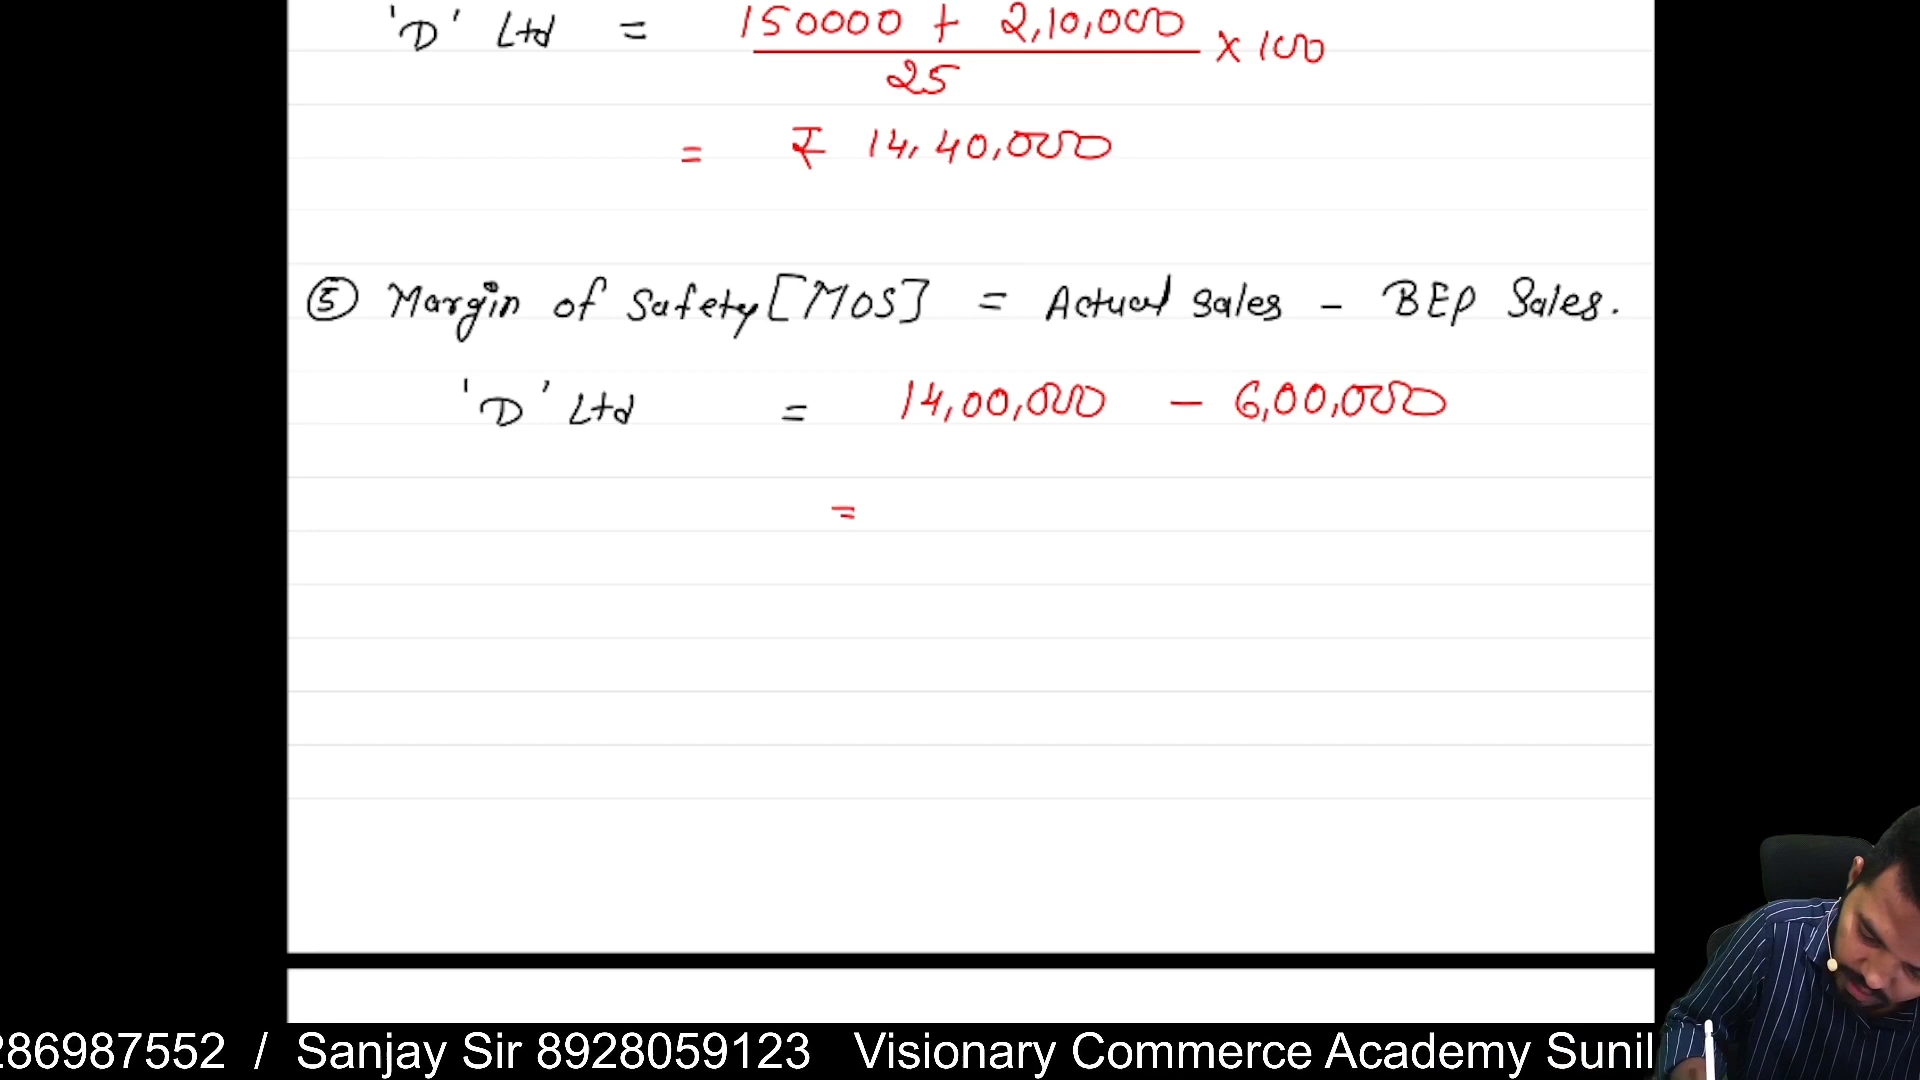 'D' Ltd = 150000 + 2,10,000 / 25 × 100
= ₹ 14,40,000
⑤ Margin of Safety [MOS] = Actual Sales - BEP Sales.
'D' Ltd = 14,00,000 - 6,00,000
=
286987552 / Sanjay Sir 8928059123 Visionary Commerce Academy Sunil